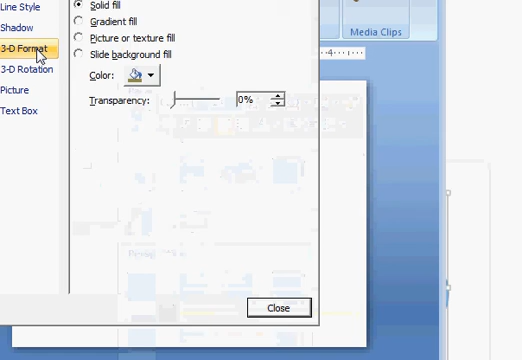 Line Style
Shadow
3-D Format
3-D Rotation
Picture
Text Box
Solid fill
Gradient fill
Picture or texture fill
Slide background fill
Color:
Transparency:
0%
Close
Media Clips
4